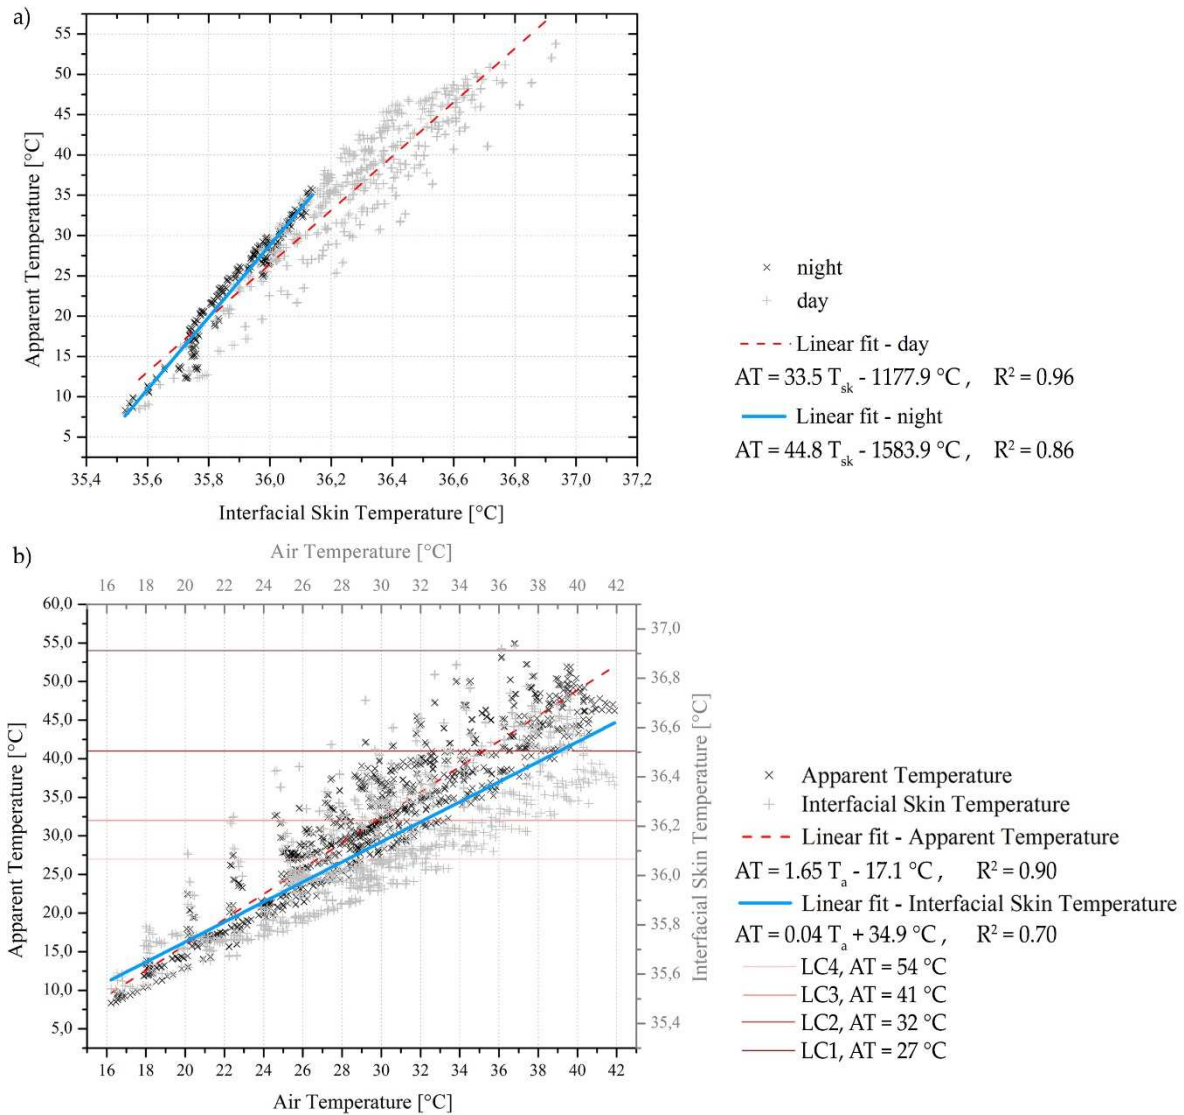 a)
55
50
45
40
35
30
25
20
15
10
5
Apparent Temperature [°C]
35,4 35,6 35,8 36,0 36,2 36,4 36,6 36,8 37,0 37,2
Interfacial Skin Temperature [°C]
night
day
Linear fit - day
AT = 33.5 Tsk - 1177.9 °C , R2 = 0.96
Linear fit - night
AT = 44.8 Tsk - 1583.9 °C , R2 = 0.86
b)
Air Temperature [°C]
16 18 20 22 24 26 28 30 32 34 36 38 40 42
60,0
55,0
50,0
45,0
40,0
35,0
30,0
25,0
20,0
15,0
10,0
5,0
Apparent Temperature [°C]
37,0
36,8
36,6
36,4
36,2
36,0
35,8
35,6
35,4
Interfacial Skin Temperature [°C]
16 18 20 22 24 26 28 30 32 34 36 38 40 42
Air Temperature [°C]
Apparent Temperature
Interfacial Skin Temperature
Linear fit - Apparent Temperature
AT = 1.65 Ta - 17.1 °C , R2 = 0.90
Linear fit - Interfacial Skin Temperature
AT = 0.04 Ta + 34.9 °C , R2 = 0.70
LC4, AT = 54 °C
LC3, AT = 41 °C
LC2, AT = 32 °C
LC1, AT = 27 °C